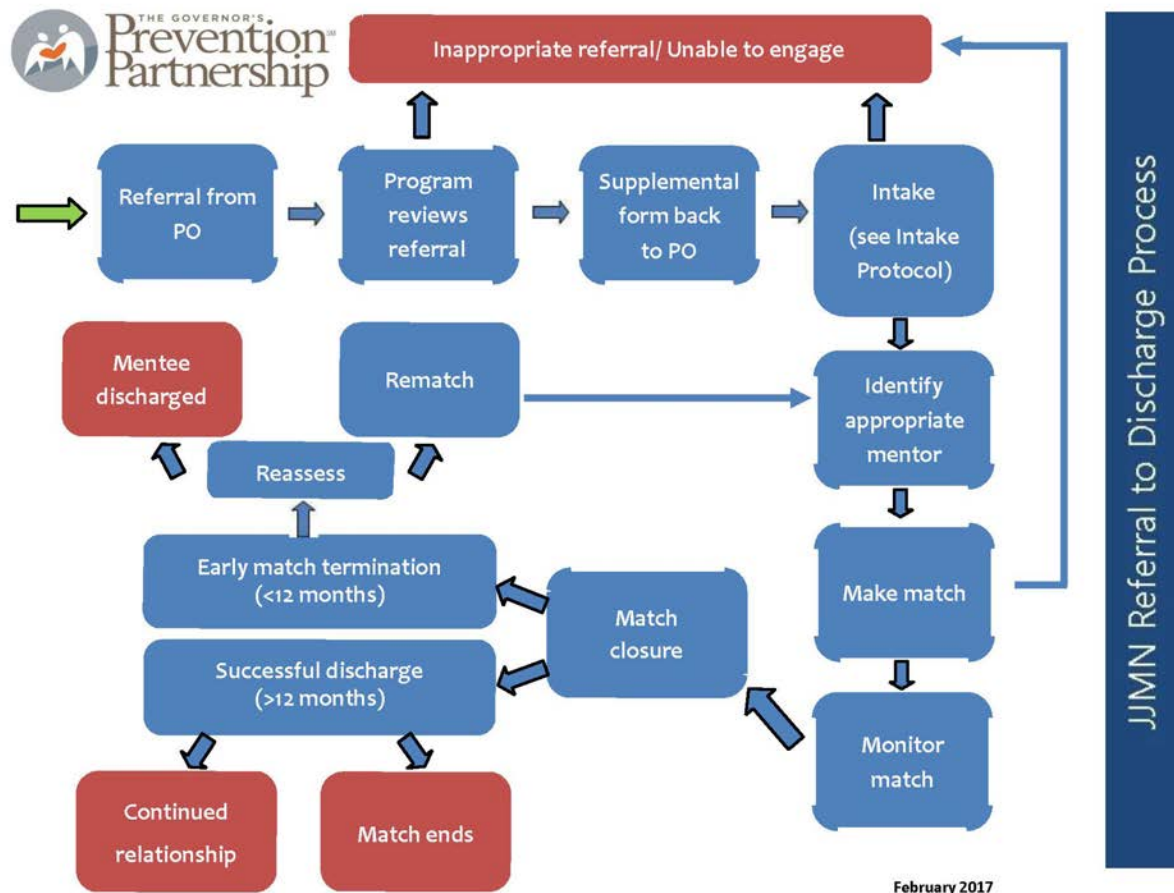 THE GOVERNOR'S
Prevention
Partnership
SM
Inappropriate referral/ Unable to engage
Referral from
PO
Program
reviews
referral
Supplemental
form back
to PO
Intake
(see Intake
Protocol)
Mentee
discharged
Rematch
Identify
appropriate
mentor
Reassess
Early match termination
(<12 months)
Match
closure
Make match
Successful discharge
(>12 months)
Monitor
match
Continued
relationship
Match ends
February 2017
JJMN Referral to Discharge Process